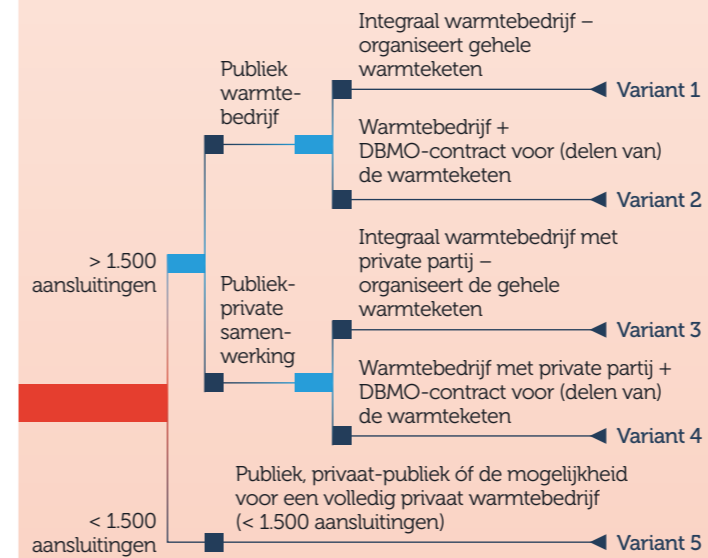 Integraal warmtebedrijf –
organiseert gehele
warmteketen
Publiek
warmte-
bedrijf
Variant 1
Warmtebedrijf +
DBMO-contract voor (delen van)
de warmteketen
Variant 2
> 1.500
aansluitingen
Integraal warmtebedrijf met
private partij –
organiseert de gehele
warmteketen
Publiek-
private
samen-
werking
Variant 3
Warmtebedrijf met private partij +
DBMO-contract voor (delen van)
de warmteketen
Variant 4
Publiek, privaat-publiek óf de mogelijkheid
voor een volledig privaat warmtebedrijf
(< 1.500 aansluitingen)
< 1.500
aansluitingen
Variant 5